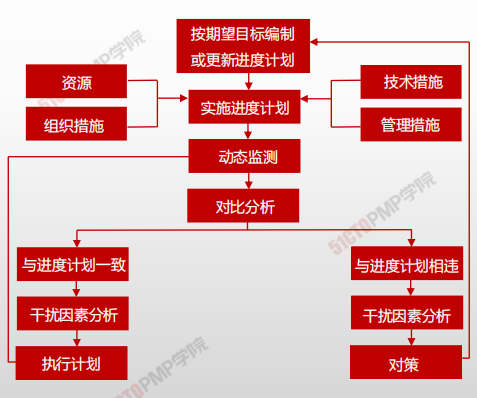 按期望目标编制
或更新进度计划
资源
技术措施
实施进度计划
组织措施
管理措施
动态监测
对比分析
与进度计划一致
与进度计划相违
干扰因素分析
干扰因素分析
执行计划
对策
51CTOPMP学院
51CTOPMP学院
51CTOPMP学院